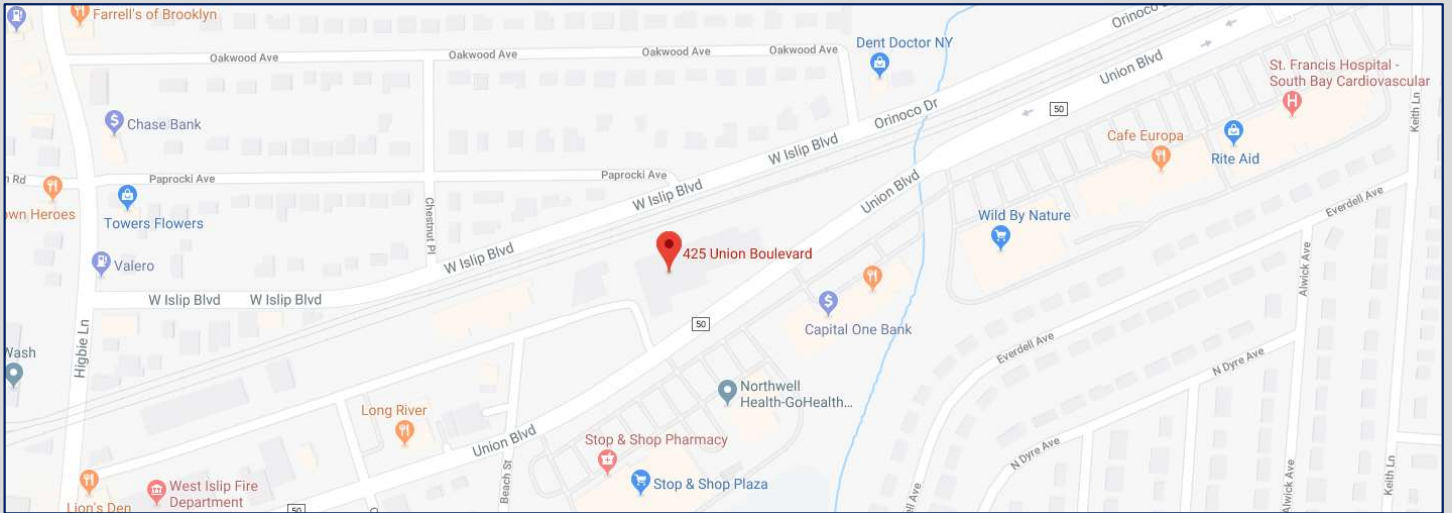 Farrell's of Brooklyn
Oakwood Ave
Oakwood Ave
Oakwood Ave
Oakwood Ave
Dent Doctor NY
Orinoco
Union Blvd
St. Francis Hospital -
South Bay Cardiovascular
50
Keith Ln
Chase Bank
Orinoco Dr
Cafe Europa
Rite Aid
W Islip Blvd
Rd
Paprocki Ave
Paprocki Ave
W Islip Blvd
Union Blvd
Everdell Ave
own Heroes
Towers Flowers
Chestnut Pl
Wild By Nature
425 Union Boulevard
W Islip Blvd
Valero
Alwick Ave
W Islip Blvd
W Islip Blvd
50
Capital One Bank
Higbie Ln
Everdell Ave
Wash
N Dyre Ave
Northwell
Health-GoHealth...
Long River
Union Blvd
Stop & Shop Pharmacy
N Dyre Ave
Stop & Shop Plaza
Beach St
West Islip Fire
Department
Lion's Den
50
ell Ave
Alwick Ave
Keith Ln